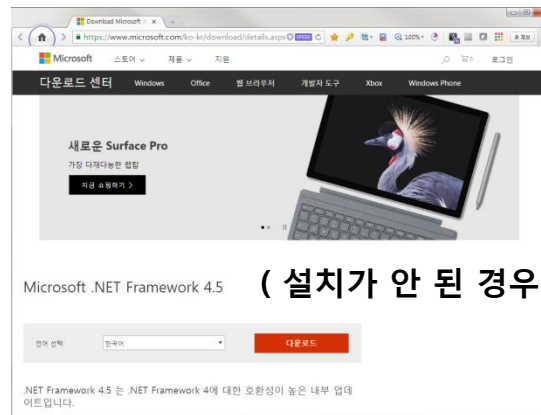 Download Microsoft
https://www.microsoft.com/ko-kr/download/details.aspx
100%
Microsoft 스토어 제품 지원 로그인
다운로드 센터 Windows Office 웹 브라우저 개발자 도구 Xbox Windows Phone
새로운 Surface Pro
가장 다재다능한 랩탑
지금 쇼핑하기 >
Microsoft .NET Framework 4.5 ( 설치가 안 된 경우
언어 선택: 한국어 다운로드
.NET Framework 4.5 는 .NET Framework 4에 대한 호환성이 높은 내부 업데
이트입니다.